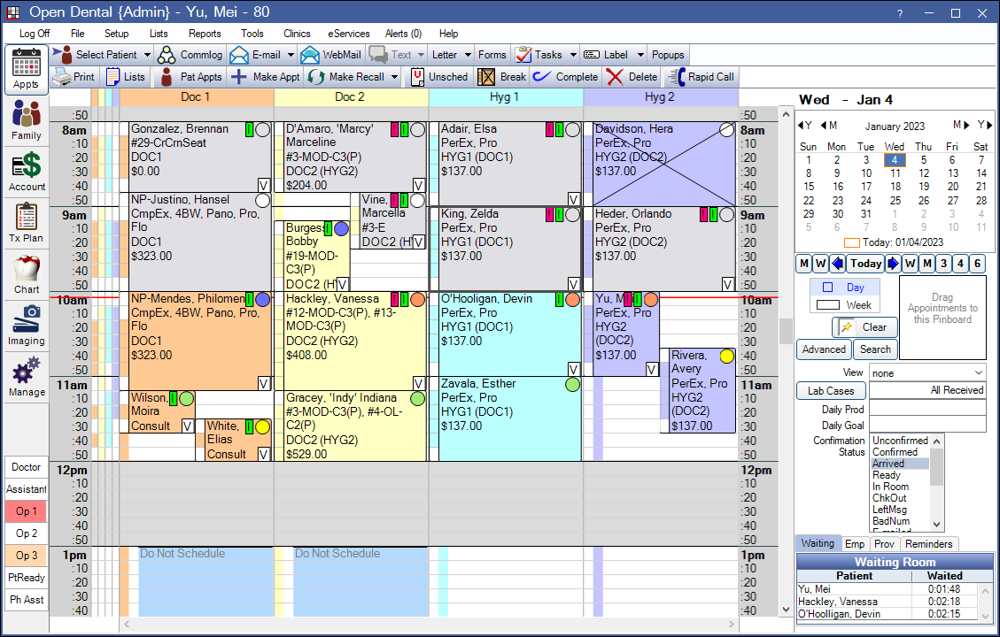 Open Dental {Admin} - Yu, Mei - 80
Log Off File Setup Lists Reports Tools Clinics eServices Alerts (0) Help
Select Patient Commlog E-mail WebMail Text Letter Forms Tasks Label Popups
Print Lists Pat Appts Make Appt Make Recall Unsched Break Complete Delete Rapid Call
Appts
Family
Account
Tx Plan
Chart
Imaging
Manage
Doctor
Assistant
Op 1
Op 2
Op 3
PtReady
Ph Asst
Doc 1 Doc 2 Hyg 1 Hyg 2
:50
8am
:10
:20
:30
:40
:50
9am
:10
:20
:30
:40
:50
10am
:10
:20
:30
:40
:50
11am
:10
:20
:30
:40
:50
12pm
:10
:20
:30
:40
:50
1pm
:10
:20
:30
:40
Gonzalez, Brennan
#29-CrCrnSeat
DOC1
$0.00
V
NP-Justino, Hansel
CmpEx, 4BW, Pano, Pro,
Flo
DOC1
$323.00
NP-Mendes, Philomen
CmpEx, 4BW, Pano, Pro,
Flo
DOC1
$323.00
V
Wilson,
Moira
Consult
V
White,
Elias
Consult
V
Do Not Schedule
D'Amaro, 'Marcy'
Marceline
#3-MOD-C3(P)
DOC2 (HYG2)
$204.00
V
Vine,
Marcella
#3-E
DOC2 (H
V
Burgess
Bobby
#19-MOD-
C3(P)
DOC2 (H
V
Hackley, Vanessa
#12-MOD-C3(P), #13-
MOD-C3(P)
DOC2 (HYG2)
$408.00
V
Gracey, 'Indy' Indiana
#3-MOD-C3(P), #4-OL-
C2(P)
DOC2 (HYG2)
$529.00
Do Not Schedule
Adair, Elsa
PerEx, Pro
HYG1 (DOC1)
$137.00
V
King, Zelda
PerEx, Pro
HYG1 (DOC1)
$137.00
V
O'Hooligan, Devin
PerEx, Pro
HYG1 (DOC1)
$137.00
V
Zavala, Esther
PerEx, Pro
HYG1 (DOC1)
$137.00
Davidson, Hera
PerEx, Pro
HYG2 (DOC2)
$137.00
Heder, Orlando
PerEx, Pro
HYG2 (DOC2)
$137.00
V
Yu, M
PerEx, Pro
HYG2
(DOC2)
$137.00
V
Rivera,
Avery
PerEx, Pro
HYG2
(DOC2)
$137.00
:50
8am
:10
:20
:30
:40
:50
9am
:10
:20
:30
:40
:50
10am
:10
:20
:30
:40
:50
11am
:10
:20
:30
:40
:50
12pm
:10
:20
:30
:40
:50
1pm
:10
:20
:30
:40
Wed - Jan 4
Y M January 2023 M Y
Sun Mon Tue Wed Thu Fri Sat
1 2 3 4 5 6 7
8 9 10 11 12 13 14
15 16 17 18 19 20 21
22 23 24 25 26 27 28
29 30 31 1 2 3 4
5 6 7 8 9 10 11
Today: 01/04/2023
M W Today W M 3 4 6
Day
Week
Clear
Advanced Search
Drag
Appointments to
this Pinboard
View none
Lab Cases All Received
Daily Prod
Daily Goal
Confirmation
Status
Unconfirmed
Confirmed
Arrived
Ready
In Room
ChkOut
LeftMsg
BadNum
E-mailed
Waiting Emp Prov Reminders
Waiting Room
Patient Waited
Yu, Mei 0:01:48
Hackley, Vanessa 0:02:18
O'Hoolligan, Devin 0:02:15